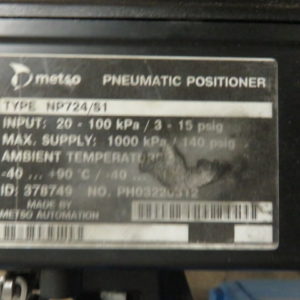 metso PNEUMATIC POSITIONER
TYPE NP724/S1
INPUT: 20 - 100 kPa / 3 - 15 psig
MAX. SUPPLY: 1000 kPa / 140 psig
AMBIENT TEMPERATURE
-40 ... +90 °C / -40 ...
ID: 378749 NO. PH03220312
MADE BY
METSO AUTOMATION